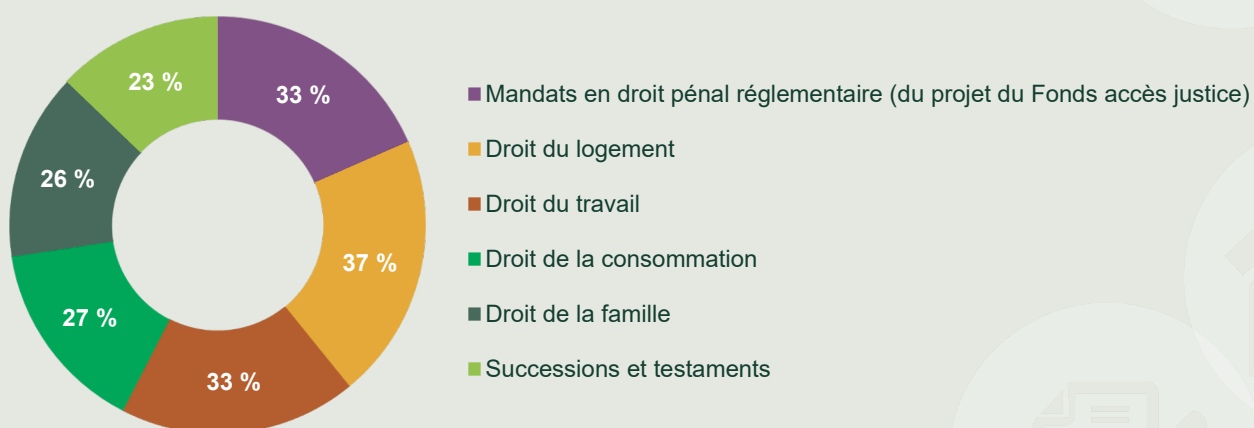 33 %
37 %
33 %
27 %
26 %
23 %
Mandats en droit pénal réglementaire (du projet du Fonds accès justice)
Droit du logement
Droit du travail
Droit de la consommation
Droit de la famille
Successions et testaments